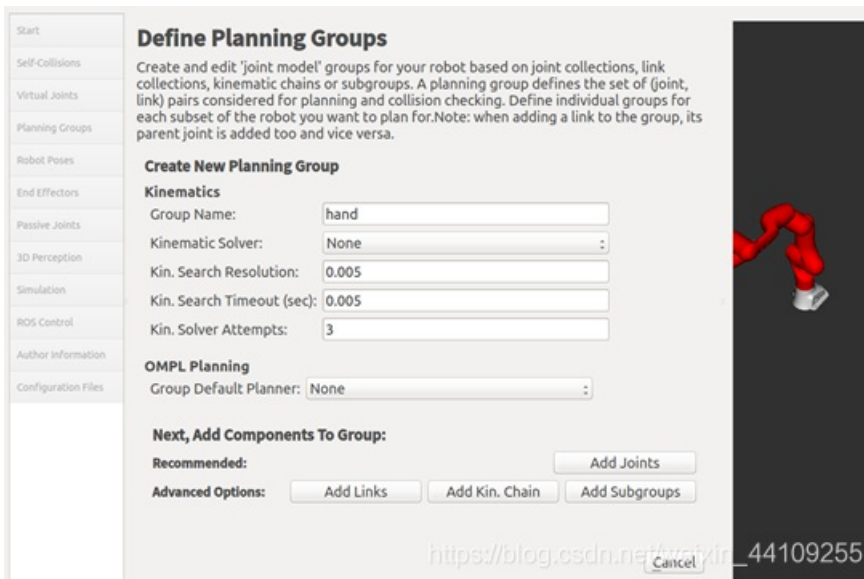 Start
Self-Collisions
Virtual Joints
Planning Groups
Robot Poses
End Effectors
Passive Joints
3D Perception
Simulation
ROS Control
Author Information
Configuration Files
Define Planning Groups
Create and edit 'joint model' groups for your robot based on joint collections, link
collections, kinematic chains or subgroups. A planning group defines the set of (joint,
link) pairs considered for planning and collision checking. Define individual groups for
each subset of the robot you want to plan for.Note: when adding a link to the group, its
parent joint is added too and vice versa.
Create New Planning Group
Kinematics
Group Name: hand
Kinematic Solver: None
Kin. Search Resolution: 0.005
Kin. Search Timeout (sec): 0.005
Kin. Solver Attempts: 3
OMPL Planning
Group Default Planner: None
Next, Add Components To Group:
Recommended: Add Joints
Advanced Options: Add Links Add Kin. Chain Add Subgroups
https://blog.csdn.net/weixin_44109255
Cancel